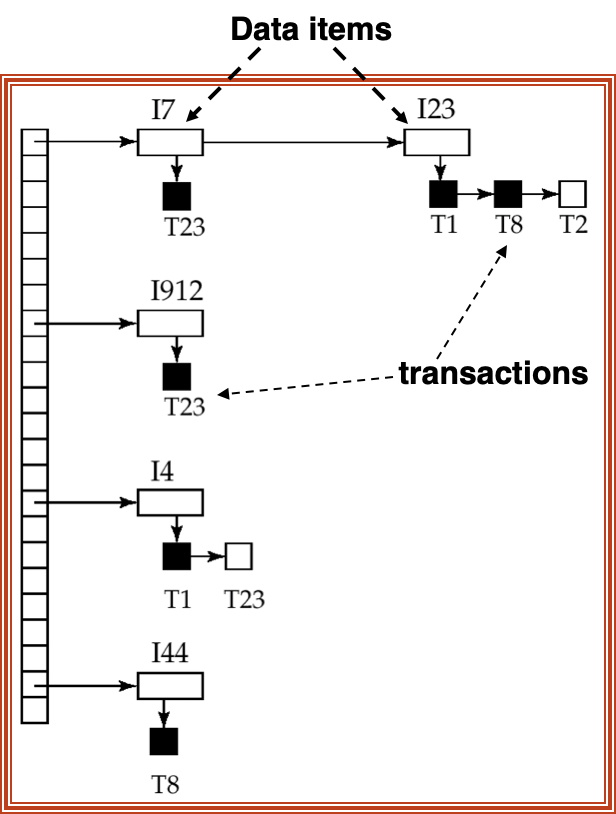 Data items
I7
I23
T23
T1 T8 T2
I912
transactions
T23
I4
T1 T23
I44
T8